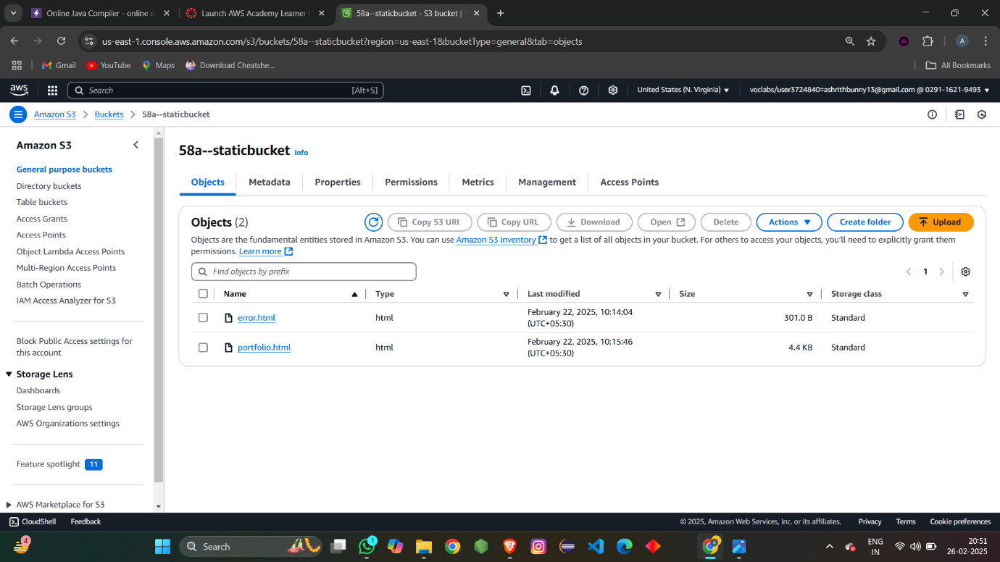 Online Java Compiler - online e
Launch AWS Academy Learner
58a--staticbucket - S3 bucket |
us-east-1.console.aws.amazon.com/s3/buckets/58a--staticbucket?region=us-east-1&bucketType=general&tab=objects
A
Gmail
YouTube
Maps
Download Cheatshe...
All Bookmarks
aws
Search
[Alt+S]
United States (N. Virginia)
voclabs/user3724840=ashrithbunny13@gmail.com @ 0291-1621-9493
Amazon S3
Buckets
58a--staticbucket
Amazon S3
General purpose buckets
Directory buckets
Table buckets
Access Grants
Access Points
Object Lambda Access Points
Multi-Region Access Points
Batch Operations
IAM Access Analyzer for S3
Block Public Access settings for
this account
Storage Lens
Dashboards
Storage Lens groups
AWS Organizations settings
Feature spotlight 11
AWS Marketplace for S3
58a--staticbucket Info
Objects
Metadata
Properties
Permissions
Metrics
Management
Access Points
Objects (2)
Copy S3 URI
Copy URL
Download
Open
Delete
Actions
Create folder
Upload
Objects are the fundamental entities stored in Amazon S3. You can use Amazon S3 inventory to get a list of all objects in your bucket. For others to access your objects, you'll need to explicitly grant them
permissions. Learn more
Find objects by prefix
1
Name
Type
Last modified
Size
Storage class
error.html
html
February 22, 2025, 10:14:04
(UTC+05:30)
301.0 B
Standard
portfolio.html
html
February 22, 2025, 10:15:46
(UTC+05:30)
4.4 KB
Standard
CloudShell
Feedback
© 2025, Amazon Web Services, Inc. or its affiliates.
Privacy
Terms
Cookie preferences
4
Search
1
ENG
IN
20:51
26-02-2025